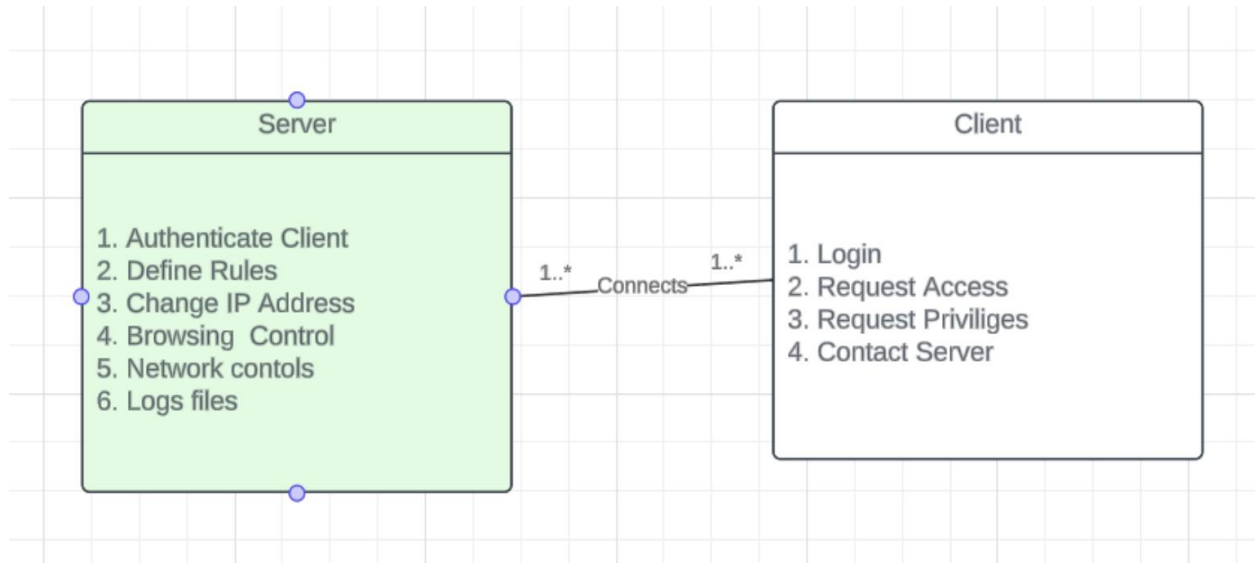 Server
1. Authenticate Client
2. Define Rules
3. Change IP Address
4. Browsing  Control
5. Network contols
6. Logs files
1..*
Connects
1..*
Client
1. Login
2. Request Access
3. Request Priviliges
4. Contact Server